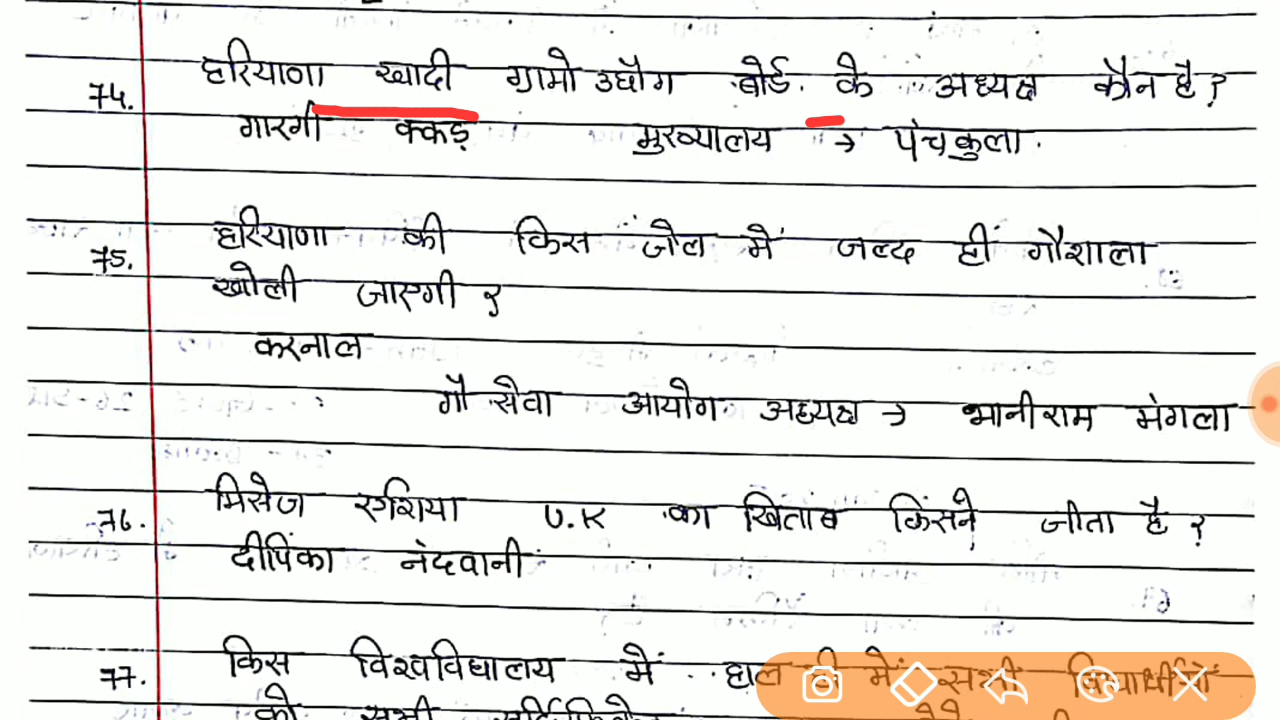 74. हरियाणा खादी ग्रामो उद्यौग बोर्ड के अध्यक्ष कौन है?
गारगी क्कड़ मुख्यालय → पंचकुला.
75. हरियाणा की किस जेल में जल्द हीं गौशाला
खोली जाएगी?
करनाल
गौ सेवा आयोग अध्यक्ष → भानीराम मंगला
76. मिसेज एशिया U.K का खिताब किसने जीता है?
दीपिका नंदवानी
77. किस विश्वविद्यालय में हाल ही में सभी विद्यार्थीयों
को सभी